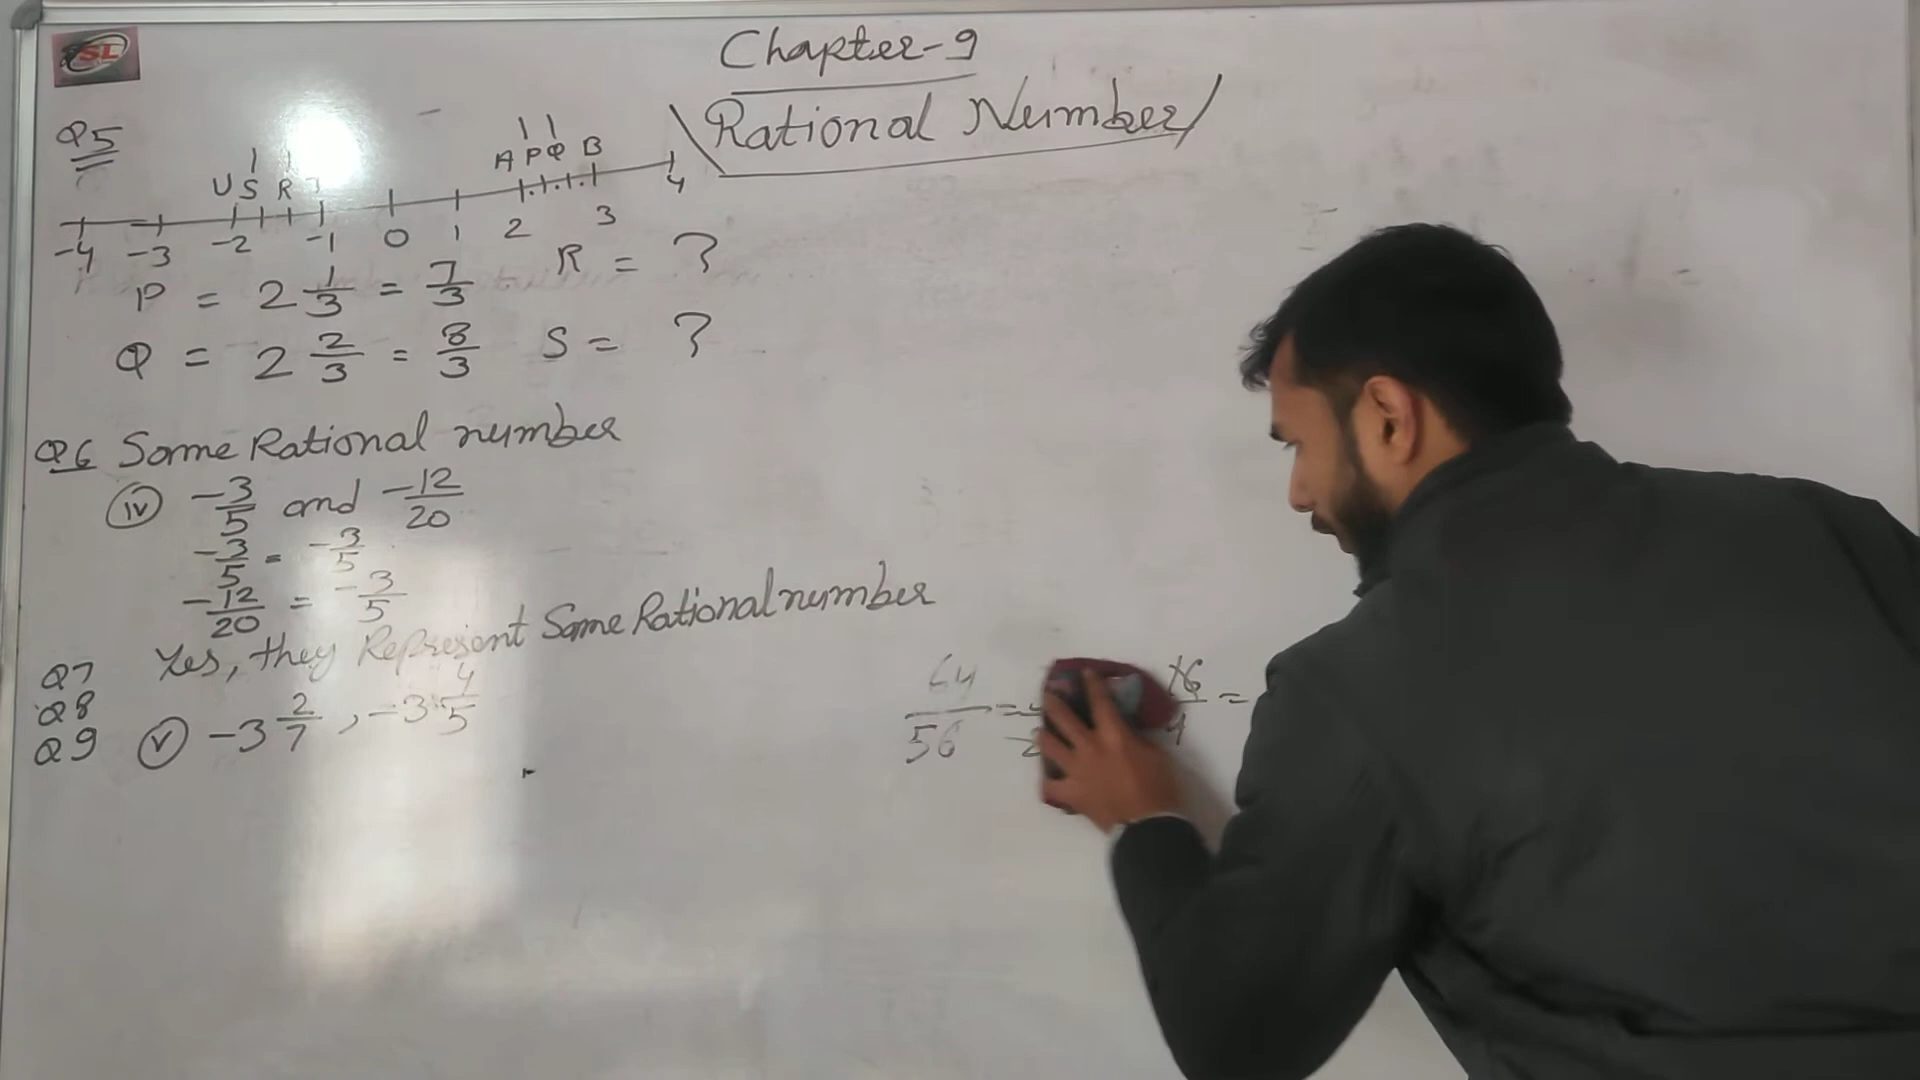 SL
Chapter-9
Rational Number
Q5
U S R A P Q B
-4 -3 -2 -1 0 1 2 3 4
P = 2 1/3 = 7/3 R = ?
Q = 2 2/3 = 8/3 S = ?
Q6 Same Rational number
(iv) -3/5 and -12/20
-3/5 = -3/5
-12/20 = -3/5
Yes, they Represent Same Rational number
Q7
Q8
Q9 (v) -3 2/7, -3 4/5
64/56 =
16/4 =